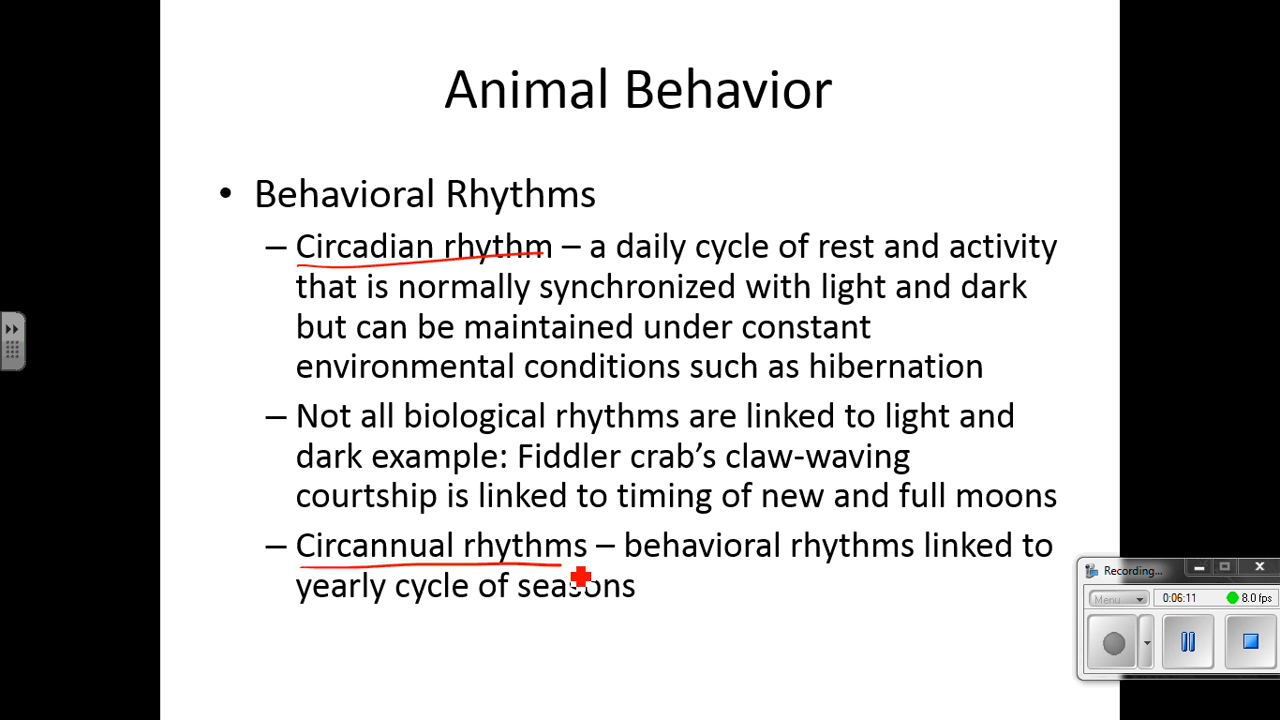 Animal Behavior
• Behavioral Rhythms
– Circadian rhythm – a daily cycle of rest and activity
that is normally synchronized with light and dark
but can be maintained under constant
environmental conditions such as hibernation
– Not all biological rhythms are linked to light and
dark example: Fiddler crab’s claw-waving
courtship is linked to timing of new and full moons
– Circannual rhythms – behavioral rhythms linked to
yearly cycle of seasons
Recording...
Menu
0:06:11
8.0 fps